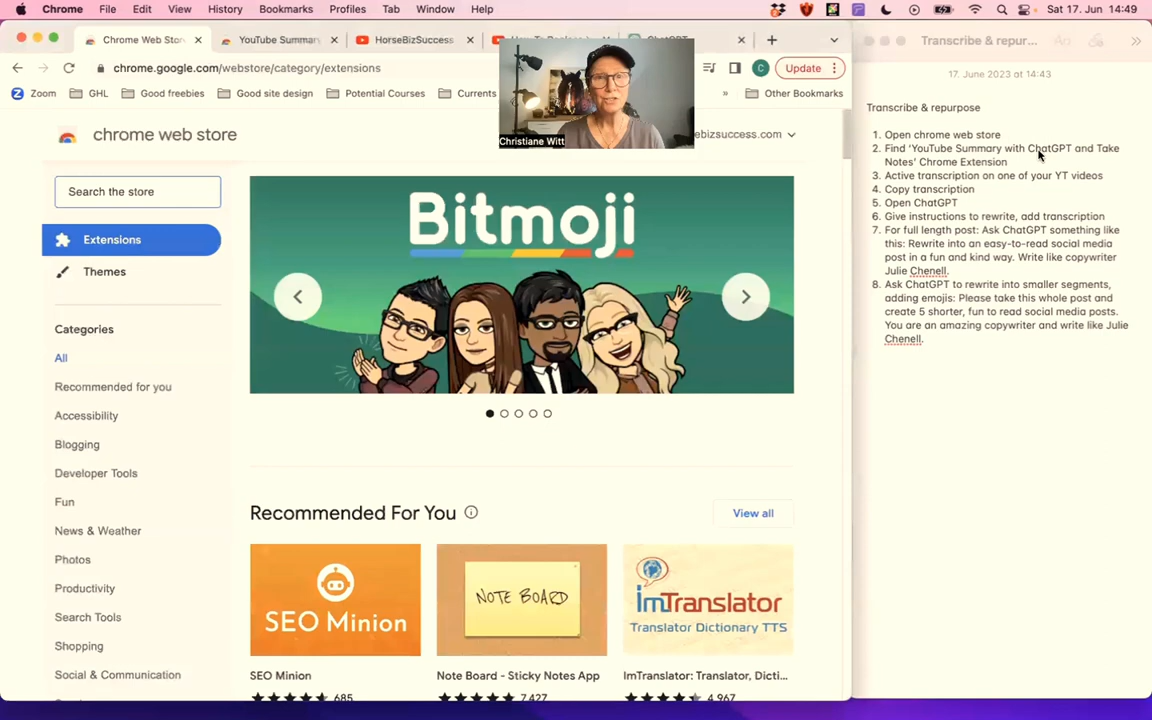 Chrome File Edit View History Bookmarks Profiles Tab Window Help
Sat 17. Jun 14:49
Chrome Web Stor
YouTube Summary
HorseBizSuccess
chrome.google.com/webstore/category/extensions
Update
C
Zoom GHL Good freebies Good site design Potential Courses Currents
Other Bookmarks
Christiane Witt
chrome web store
ebizsuccess.com
Search the store
Extensions
Themes
Categories
All
Recommended for you
Accessibility
Blogging
Developer Tools
Fun
News & Weather
Photos
Productivity
Search Tools
Shopping
Social & Communication
Bitmoji
Recommended For You
View all
SEO Minion
NOTE BOARD
ImTranslator
Translator Dictionary TTS
SEO Minion
Note Board - Sticky Notes App
ImTranslator: Translator, Dicti...
685
7,427
4,967
Transcribe & repur...
17. June 2023 at 14:43
Transcribe & repurpose
1. Open chrome web store
2. Find ‘YouTube Summary with ChatGPT and Take
Notes’ Chrome Extension
3. Active transcription on one of your YT videos
4. Copy transcription
5. Open ChatGPT
6. Give instructions to rewrite, add transcription
7. For full length post: Ask ChatGPT something like
this: Rewrite into an easy-to-read social media
post in a fun and kind way. Write like copywriter
Julie Chenell.
8. Ask ChatGPT to rewrite into smaller segments,
adding emojis: Please take this whole post and
create 5 shorter, fun to read social media posts.
You are an amazing copywriter and write like Julie
Chenell.